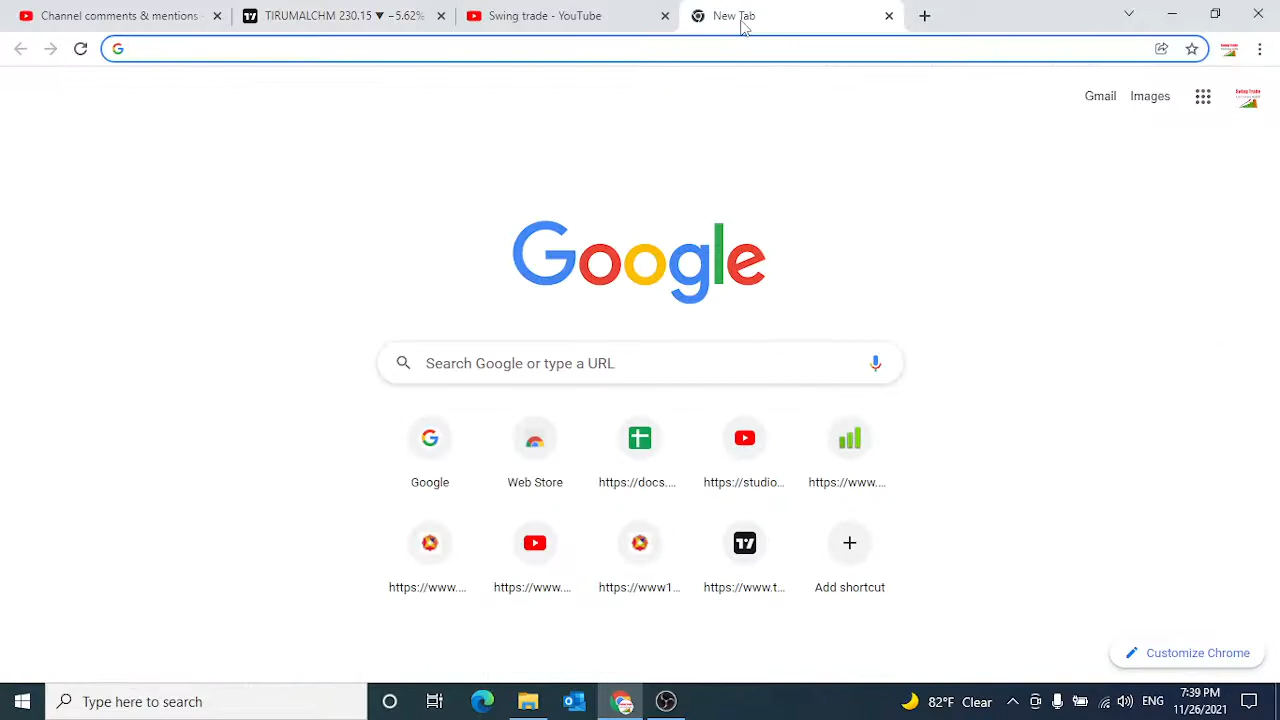 Channel comments & mentions -
TIRUMALCHM 230.15 ▼ −5.62%
Swing trade - YouTube
New Tab
Gmail
Images
Google
Search Google or type a URL
Google
Web Store
https://docs....
https://studio...
https://www....
https://www....
https://www....
https://www1...
https://www.t...
Add shortcut
Customize Chrome
Type here to search
82°F Clear
ENG
7:39 PM
11/26/2021